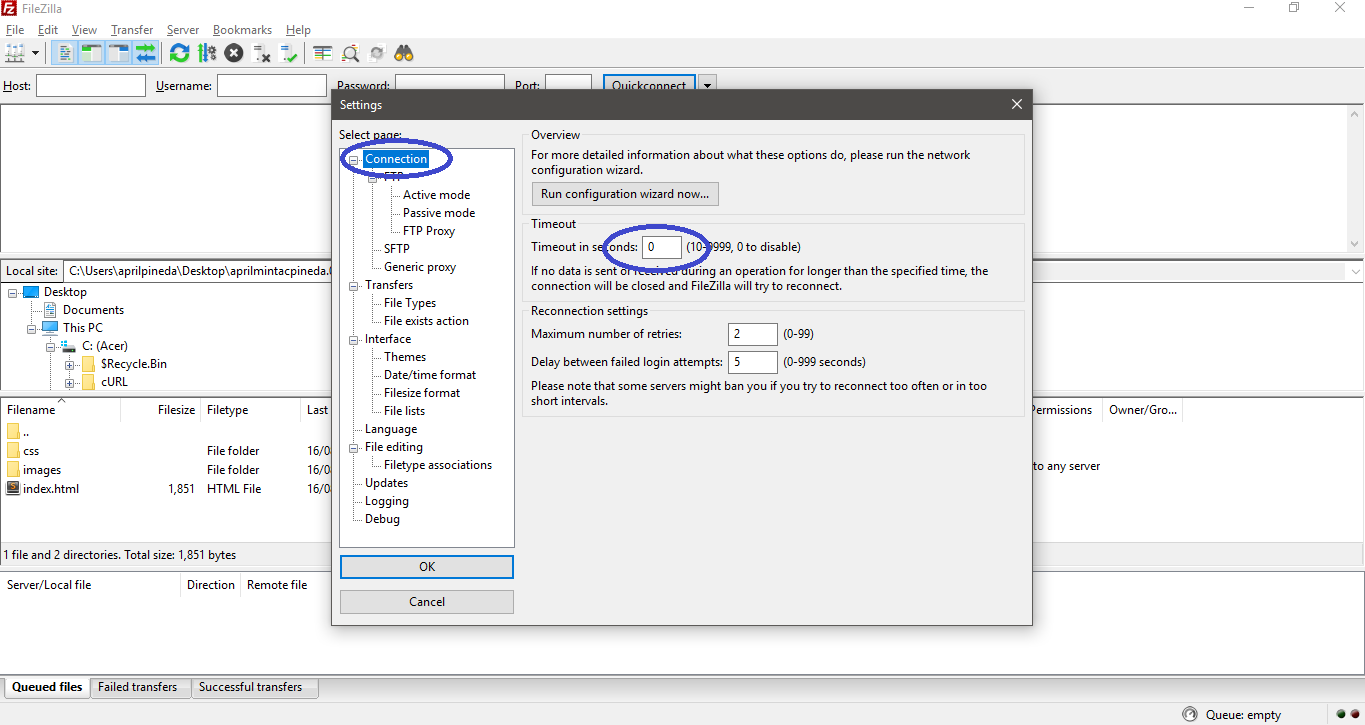 FileZilla
File Edit View Transfer Server Bookmarks Help
Host: Username: Password: Port: Quickconnect
Settings
Select page:
Connection
FTP
Active mode
Passive mode
FTP Proxy
SFTP
Generic proxy
Transfers
File Types
File exists action
Interface
Themes
Date/time format
Filesize format
File lists
Language
File editing
Filetype associations
Updates
Logging
Debug
OK
Cancel
Overview
For more detailed information about what these options do, please run the network
configuration wizard.
Run configuration wizard now...
Timeout
Timeout in seconds: 0 (10-9999, 0 to disable)
If no data is sent or received during an operation for longer than the specified time, the
connection will be closed and FileZilla will try to reconnect.
Reconnection settings
Maximum number of retries: 2 (0-99)
Delay between failed login attempts: 5 (0-999 seconds)
Please note that some servers might ban you if you try to reconnect too often or in too
short intervals.
Local site: C:\Users\aprilpineda\Desktop\aprilmintacpineda.
Desktop
Documents
This PC
C: (Acer)
$Recycle.Bin
cURL
Filename Filesize Filetype Last
..
css File folder 16/0
images File folder 16/0
index.html 1,851 HTML File 16/0
1 file and 2 directories. Total size: 1,851 bytes
Permissions Owner/Gro...
to any server
Server/Local file Direction Remote file
Queued files Failed transfers Successful transfers
Queue: empty